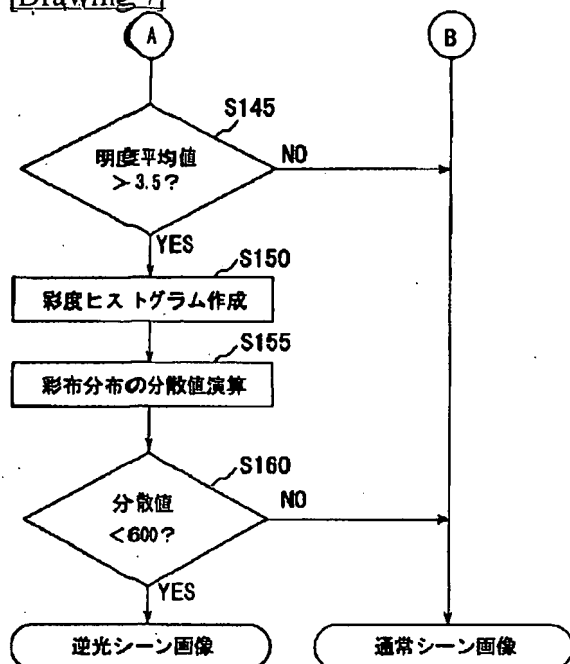 [Drawing 7]
A
B
S145
明度平均値
＞3.5?
NO
YES
S150
彩度ヒストグラム作成
S155
彩布分布の分散値演算
S160
分散値
＜600?
NO
YES
逆光シーン画像
通常シーン画像